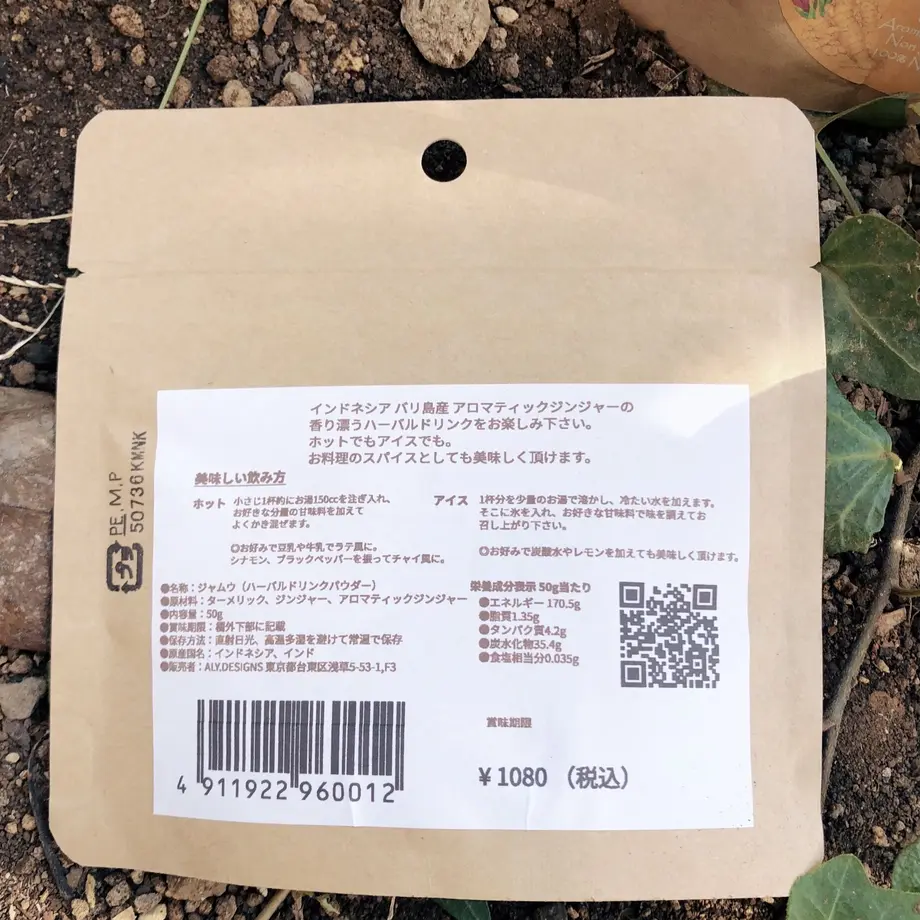 インドネシア バリ島産 アロマティックジンジャーの
香り漂うハーバルドリンクをお楽しみ下さい。
ホットでもアイスでも。
お料理のスパイスとしても美味しく頂けます。
美味しい飲み方
ホット 小さじ1杯約にお湯150ccを注ぎ入れ、
お好きな分量の甘味料を加えて
よくかき混ぜます。
◎お好みで豆乳や牛乳でラテ風に。
シナモン、ブラックペッパーを振ってチャイ風に。
アイス 1杯分を少量のお湯で溶かし、冷たい水を加えます。
そこに氷を入れ、お好きな甘味料で味を調えてお
召し上がり下さい。
◎お好みで炭酸水やレモンを加えても美味しく頂けます。
●名称：ジャムウ（ハーバルドリンクパウダー）
●原材料：ターメリック、ジンジャー、アロマティックジンジャー
●内容量：50g
●賞味期限：欄外下部に記載
●保存方法：直射日光、高温多湿を避けて常温で保存
●原産国名：インドネシア、インド
●販売者：ALY.DESIGNS 東京都台東区浅草5-53-1,F3
栄養成分表示 50g当たり
●エネルギー 170.5g
●脂質1.35g
●タンパク質4.2g
●炭水化物35.4g
●食塩相当分0.035g
賞味期限
￥1080 （税込）
4 911922 960012
プラ
PE, M, P
50736 KMNK